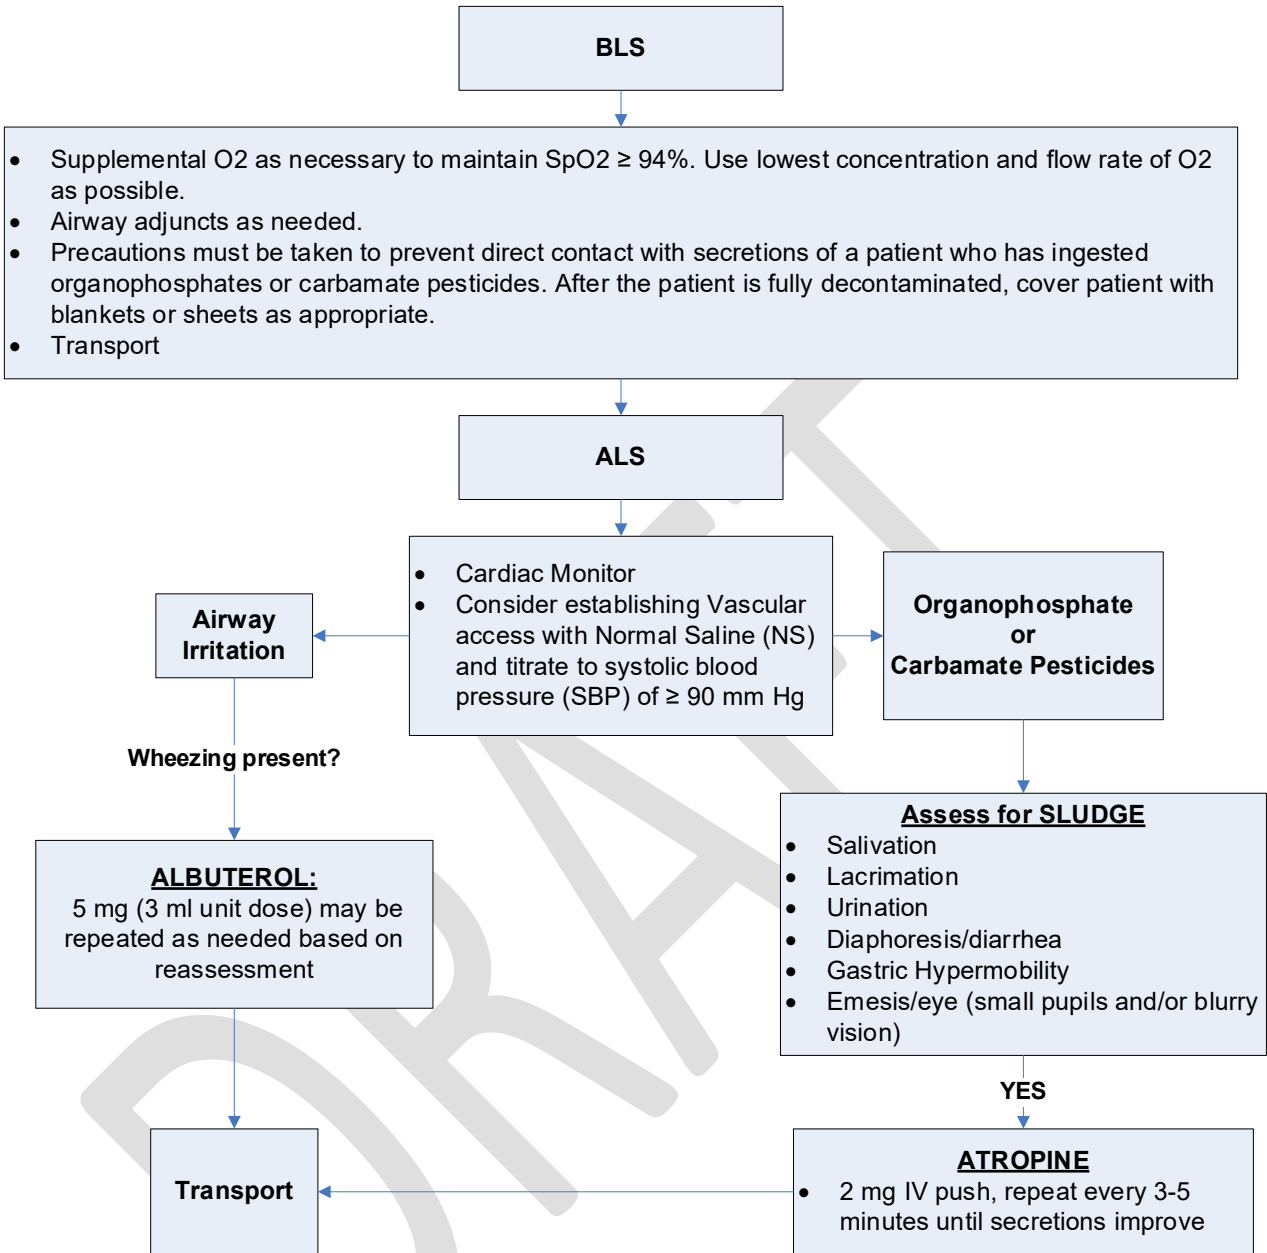 BLS
• Supplemental O2 as necessary to maintain SpO2 ≥ 94%. Use lowest concentration and flow rate of O2
as possible.
• Airway adjuncts as needed.
• Precautions must be taken to prevent direct contact with secretions of a patient who has ingested
organophosphates or carbamate pesticides. After the patient is fully decontaminated, cover patient with
blankets or sheets as appropriate.
• Transport
ALS
• Cardiac Monitor
• Consider establishing Vascular
access with Normal Saline (NS)
and titrate to systolic blood
pressure (SBP) of ≥ 90 mm Hg
Airway
Irritation
Wheezing present?
ALBUTEROL:
5 mg (3 ml unit dose) may be
repeated as needed based on
reassessment
Organophosphate
or
Carbamate Pesticides
Assess for SLUDGE
• Salivation
• Lacrimation
• Urination
• Diaphoresis/diarrhea
• Gastric Hypermobility
• Emesis/eye (small pupils and/or blurry
vision)
YES
ATROPINE
• 2 mg IV push, repeat every 3-5
minutes until secretions improve
Transport
DRAFT